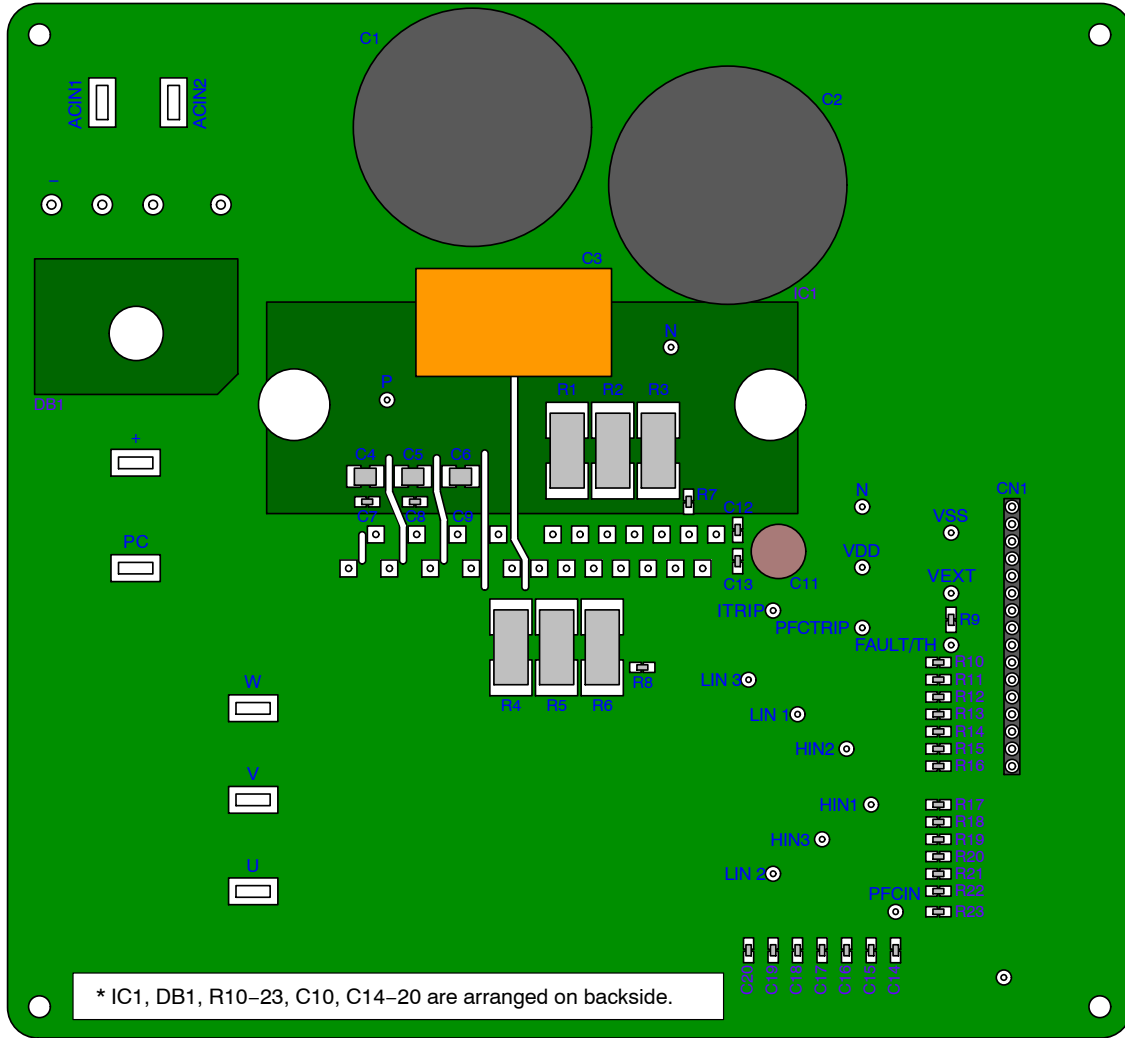 C1
C2
ACIN1
ACIN2
–
C3
IC1
N
DB1
P
R1 R2 R3
+
C4 C5 C6
R7
C7 C8 C9
C12
N
CN1
VSS
PC
VDD
C13
C11
VEXT
ITRIP
PFCTRIP
R9
FAULT/TH
R10
R8
LIN 3
R11
W
R12
R4 R5 R6
LIN 1
R13
R14
HIN2
R15
R16
V
HIN1
R17
R18
HIN3
R19
R20
U
LIN 2
R21
PFCIN
R22
R23
C20 C19 C18 C17 C16 C15 C14
* IC1, DB1, R10–23, C10, C14–20 are arranged on backside.